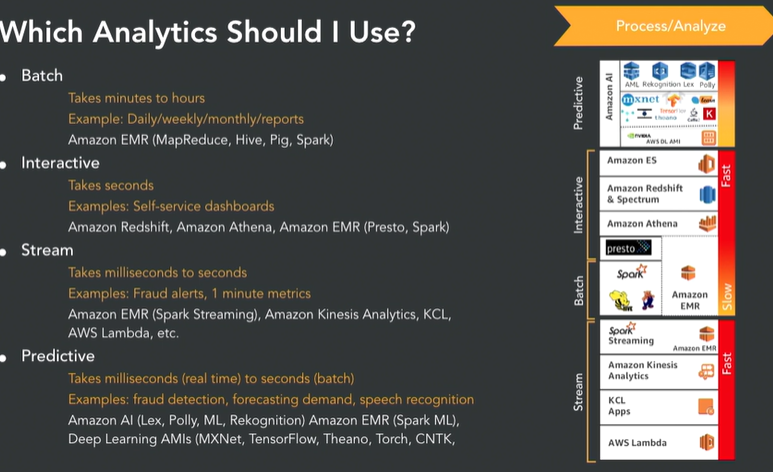 Which Analytics Should I Use?
Batch
Takes minutes to hours
Example: Daily/weekly/monthly/reports
Amazon EMR (MapReduce, Hive, Pig, Spark)
Interactive
Takes seconds
Examples: Self-service dashboards
Amazon Redshift, Amazon Athena, Amazon EMR (Presto, Spark)
Stream
Takes milliseconds to seconds
Examples: Fraud alerts, 1 minute metrics
Amazon EMR (Spark Streaming), Amazon Kinesis Analytics, KCL,
AWS Lambda, etc.
Predictive
Takes milliseconds (real time) to seconds (batch)
Examples: fraud detection, forecasting demand, speech recognition
Amazon AI (Lex, Polly, ML, Rekognition) Amazon EMR (Spark ML),
Deep Learning AMIs (MXNet, TensorFlow, Theano, Torch, CNTK,
Process/Analyze
Predictive
Amazon AI
AML Rekognition Lex Polly
mxnet
theano
Caffe
K
NVIDIA
AWS DL AMI
Interactive
Amazon ES
Fast
Amazon Redshift
& Spectrum
Amazon Athena
presto
Batch
Spark
HIVE
Amazon
EMR
Slow
Stream
Spark
Streaming
Amazon EMR
Amazon Kinesis
Analytics
Fast
KCL
Apps
AWS Lambda